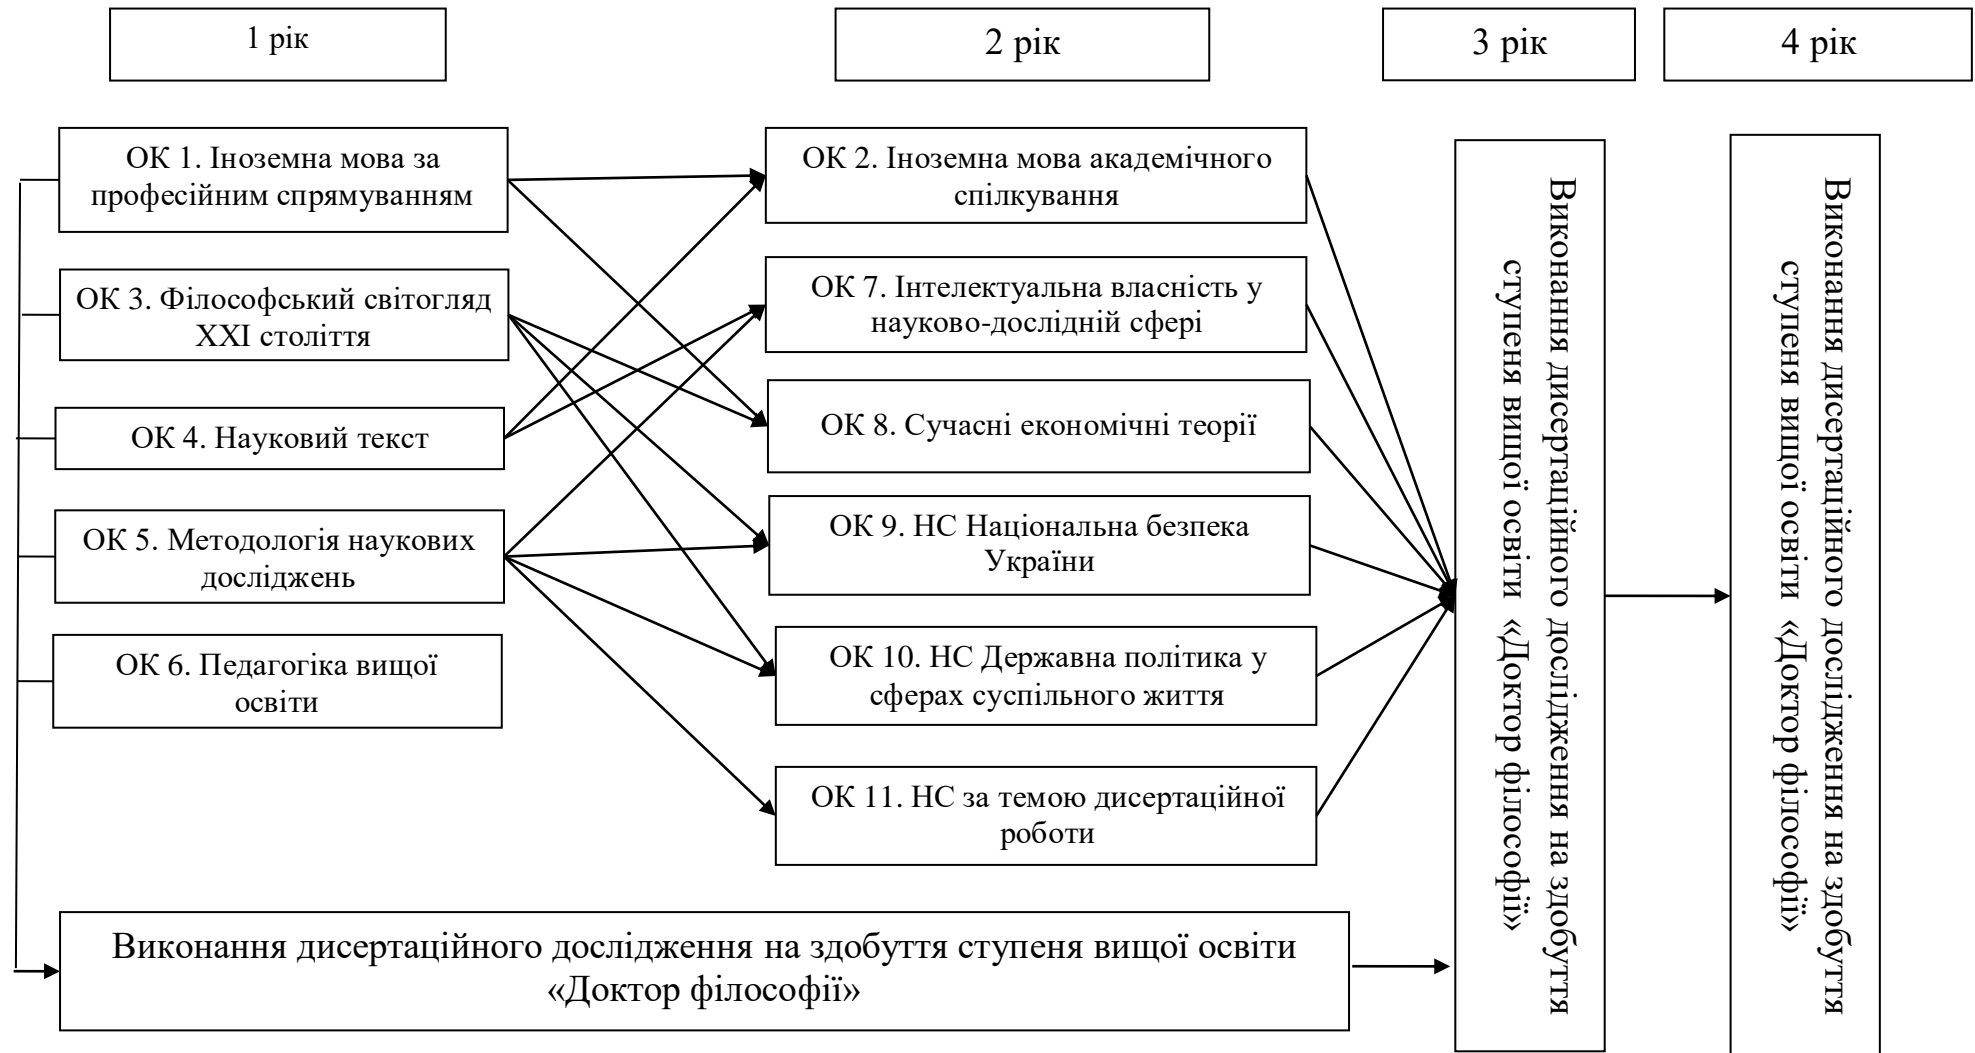 1 рік
2 рік
3 рік
4 рік
ОК 1. Іноземна мова за
професійним спрямуванням
ОК 3. Філософський світогляд
ХХІ століття
ОК 4. Науковий текст
ОК 5. Методологія наукових
досліджень
ОК 6. Педагогіка вищої
освіти
ОК 2. Іноземна мова академічного
спілкування
ОК 7. Інтелектуальна власність у
науково-дослідній сфері
ОК 8. Сучасні економічні теорії
ОК 9. НС Національна безпека
України
ОК 10. НС Державна політика у
сферах суспільного життя
ОК 11. НС за темою дисертаційної
роботи
Виконання дисертаційного дослідження на здобуття ступеня вищої освіти
«Доктор філософії»
Виконання дисертаційного дослідження на здобуття
ступеня вищої освіти «Доктор філософії»
Виконання дисертаційного дослідження на здобуття
ступеня вищої освіти «Доктор філософії»